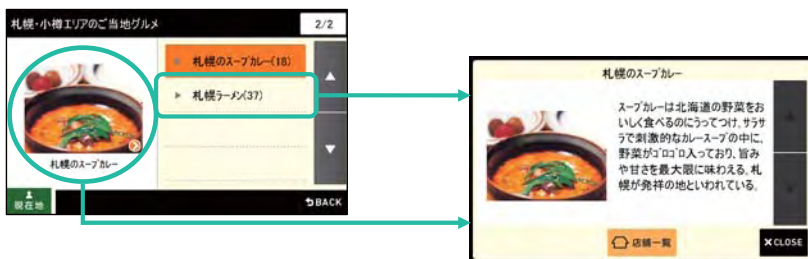 札幌・小樽エリアのご当地グルメ
2/2
札幌のスープカレー(18)
札幌ラーメン(37)
札幌のスープカレー
現在地
BACK
札幌のスープカレー
スープカレーは北海道の野菜をお
いしく食べるのにうってつけ。サラサ
ラで刺激的なカレースープの中に、
野菜がゴロゴロ入っており、旨み
や甘さを最大限に味わえる。札
幌が発祥の地といわれている。
店舗一覧
×CLOSE